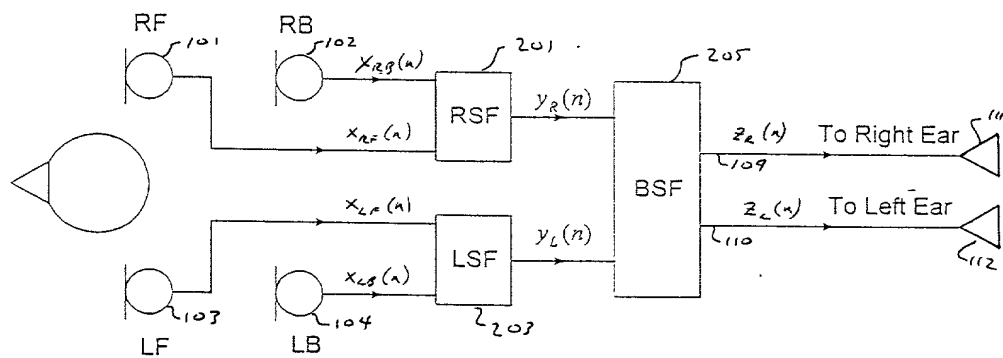 RF
RB
101
102
201
205
x_RB(n)
RSF
y_R(n)
x_RF(n)
z_R(n)
To Right Ear
11
109
BSF
x_LF(n)
z_L(n)
To Left Ear
LSF
y_L(n)
110
112
x_LB(n)
103
104
203
LF
LB